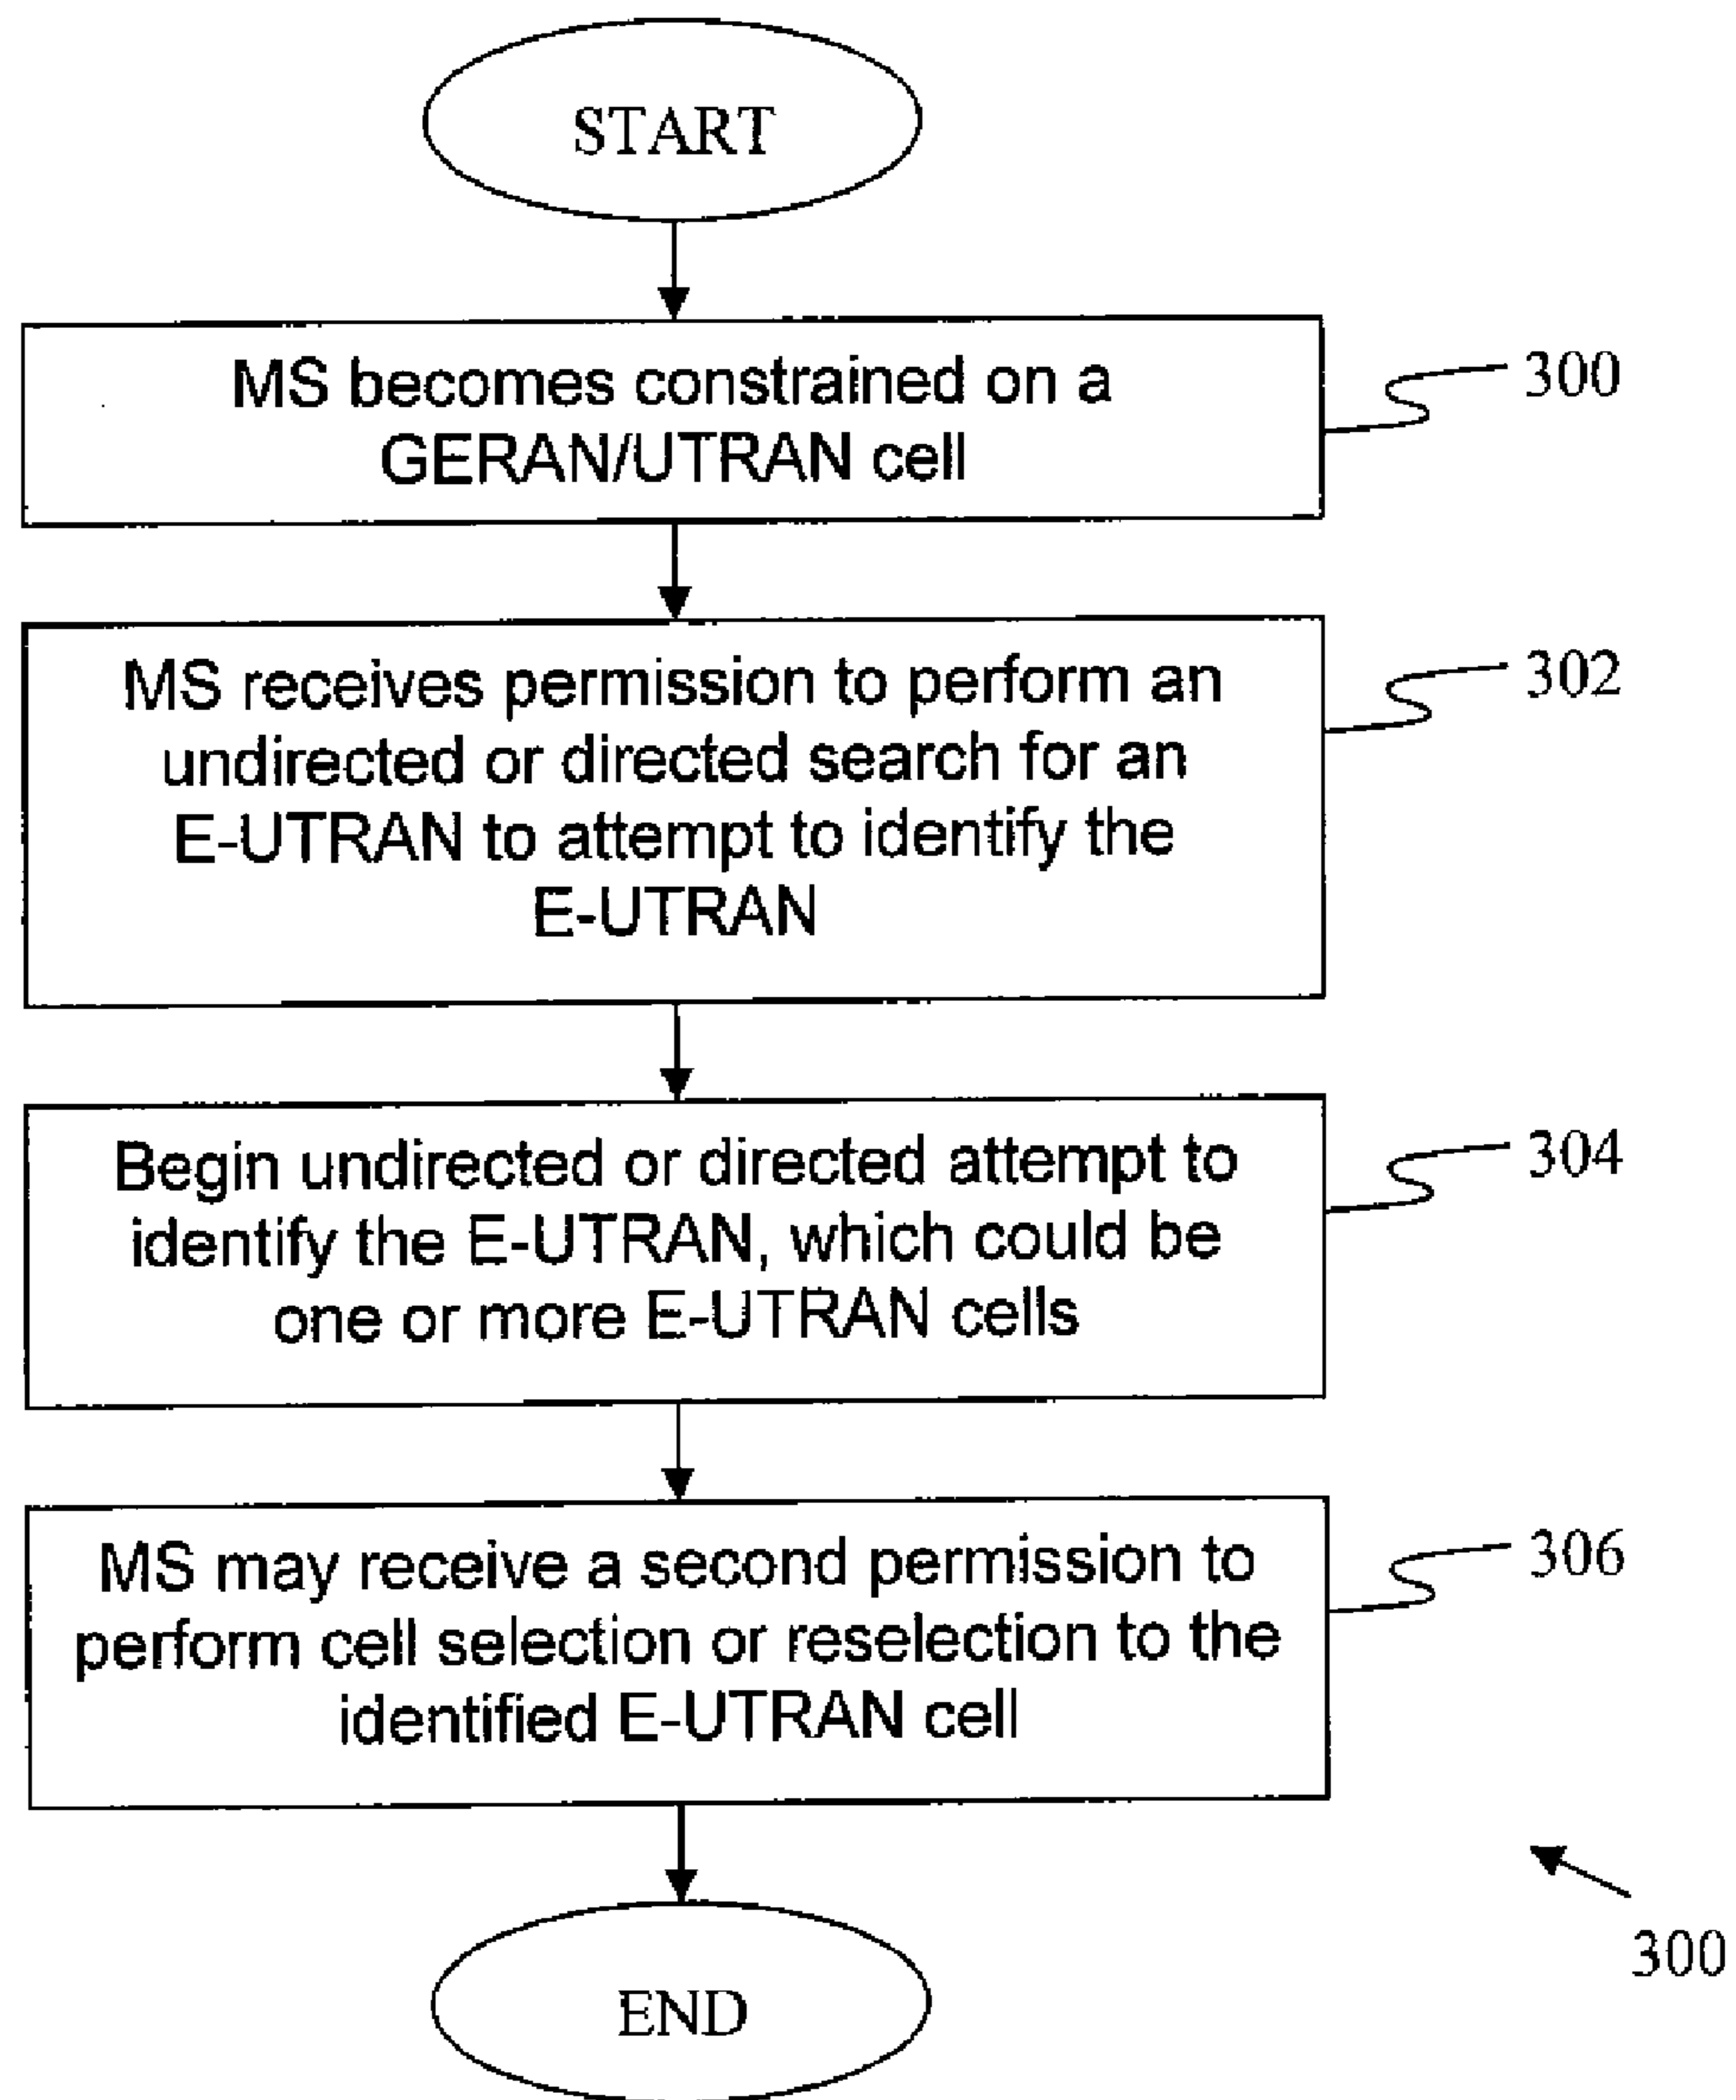 START
MS becomes constrained on a
GERAN/UTRAN cell
300
MS receives permission to perform an
undirected or directed search for an
E-UTRAN to attempt to identify the
E-UTRAN
302
Begin undirected or directed attempt to
identify the E-UTRAN, which could be
one or more E-UTRAN cells
304
MS may receive a second permission to
perform cell selection or reselection to the
identified E-UTRAN cell
306
300
END